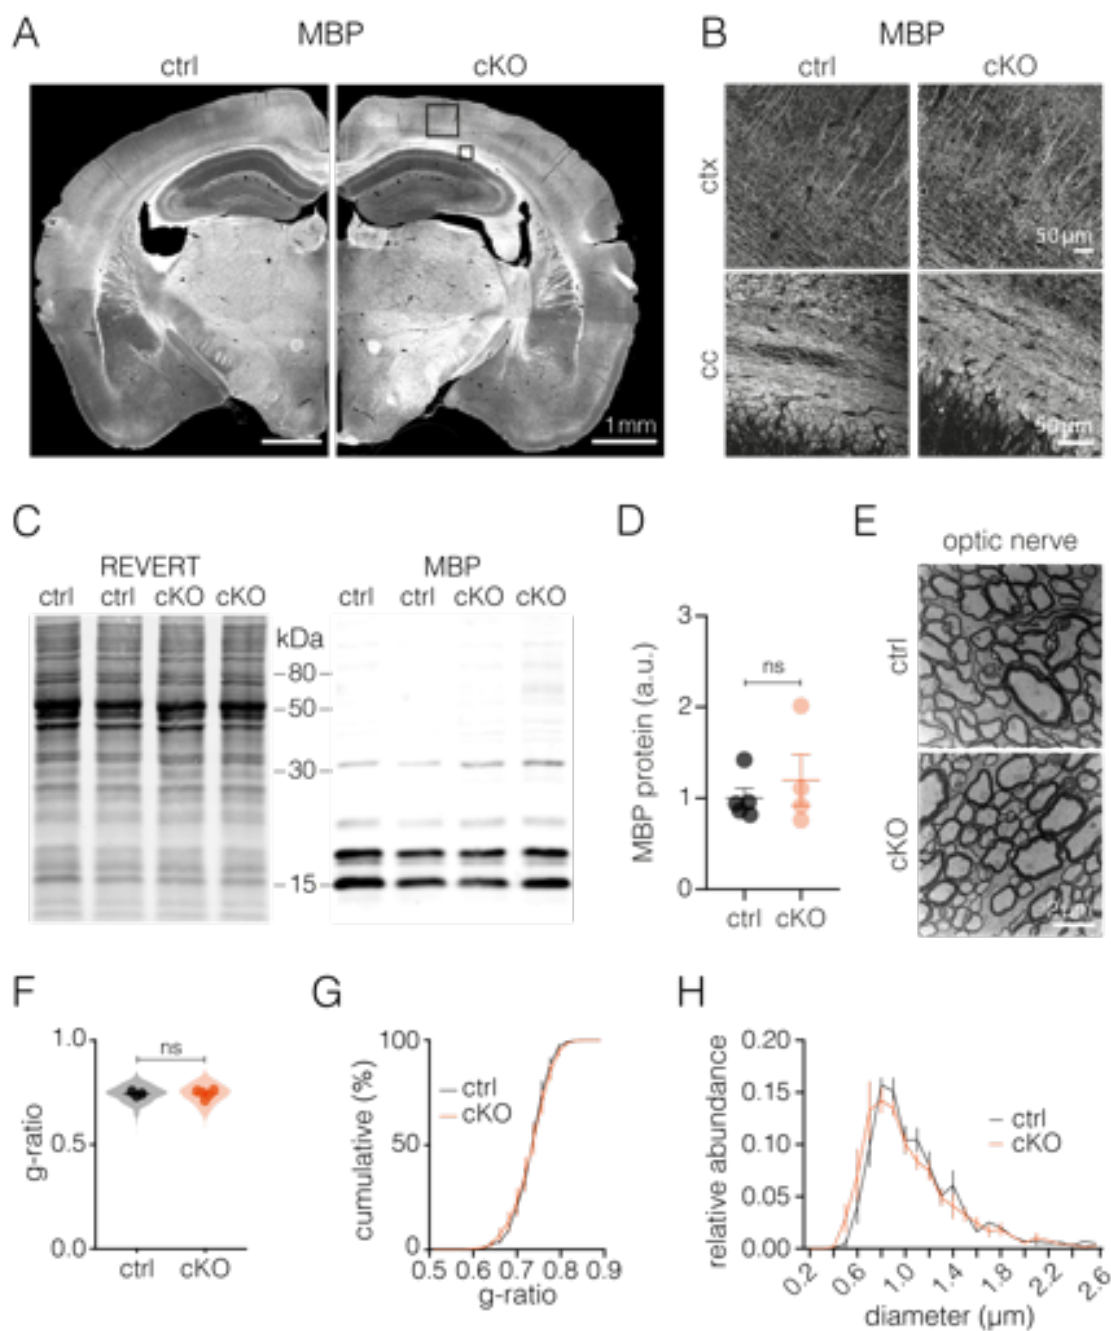 A
MBP
ctrl
cKO
1 mm
B
MBP
ctrl
cKO
ctx
50 µm
cc
50 µm
C
REVERT
MBP
ctrl ctrl cKO cKO
ctrl ctrl cKO cKO
kDa
80
50
30
15
D
MBP protein (a.u.)
3
2
1
0
ns
ctrl cKO
E
optic nerve
ctrl
cKO
F
g-ratio
1.0
0.5
0.0
ns
ctrl cKO
G
cumulative (%)
100
50
0
ctrl
cKO
0.5 0.6 0.7 0.8 0.9
g-ratio
H
relative abundance
0.20
0.15
0.10
0.05
0.00
ctrl
cKO
0.2 0.6 1.0 1.4 1.8 2.2 2.6
diameter (µm)